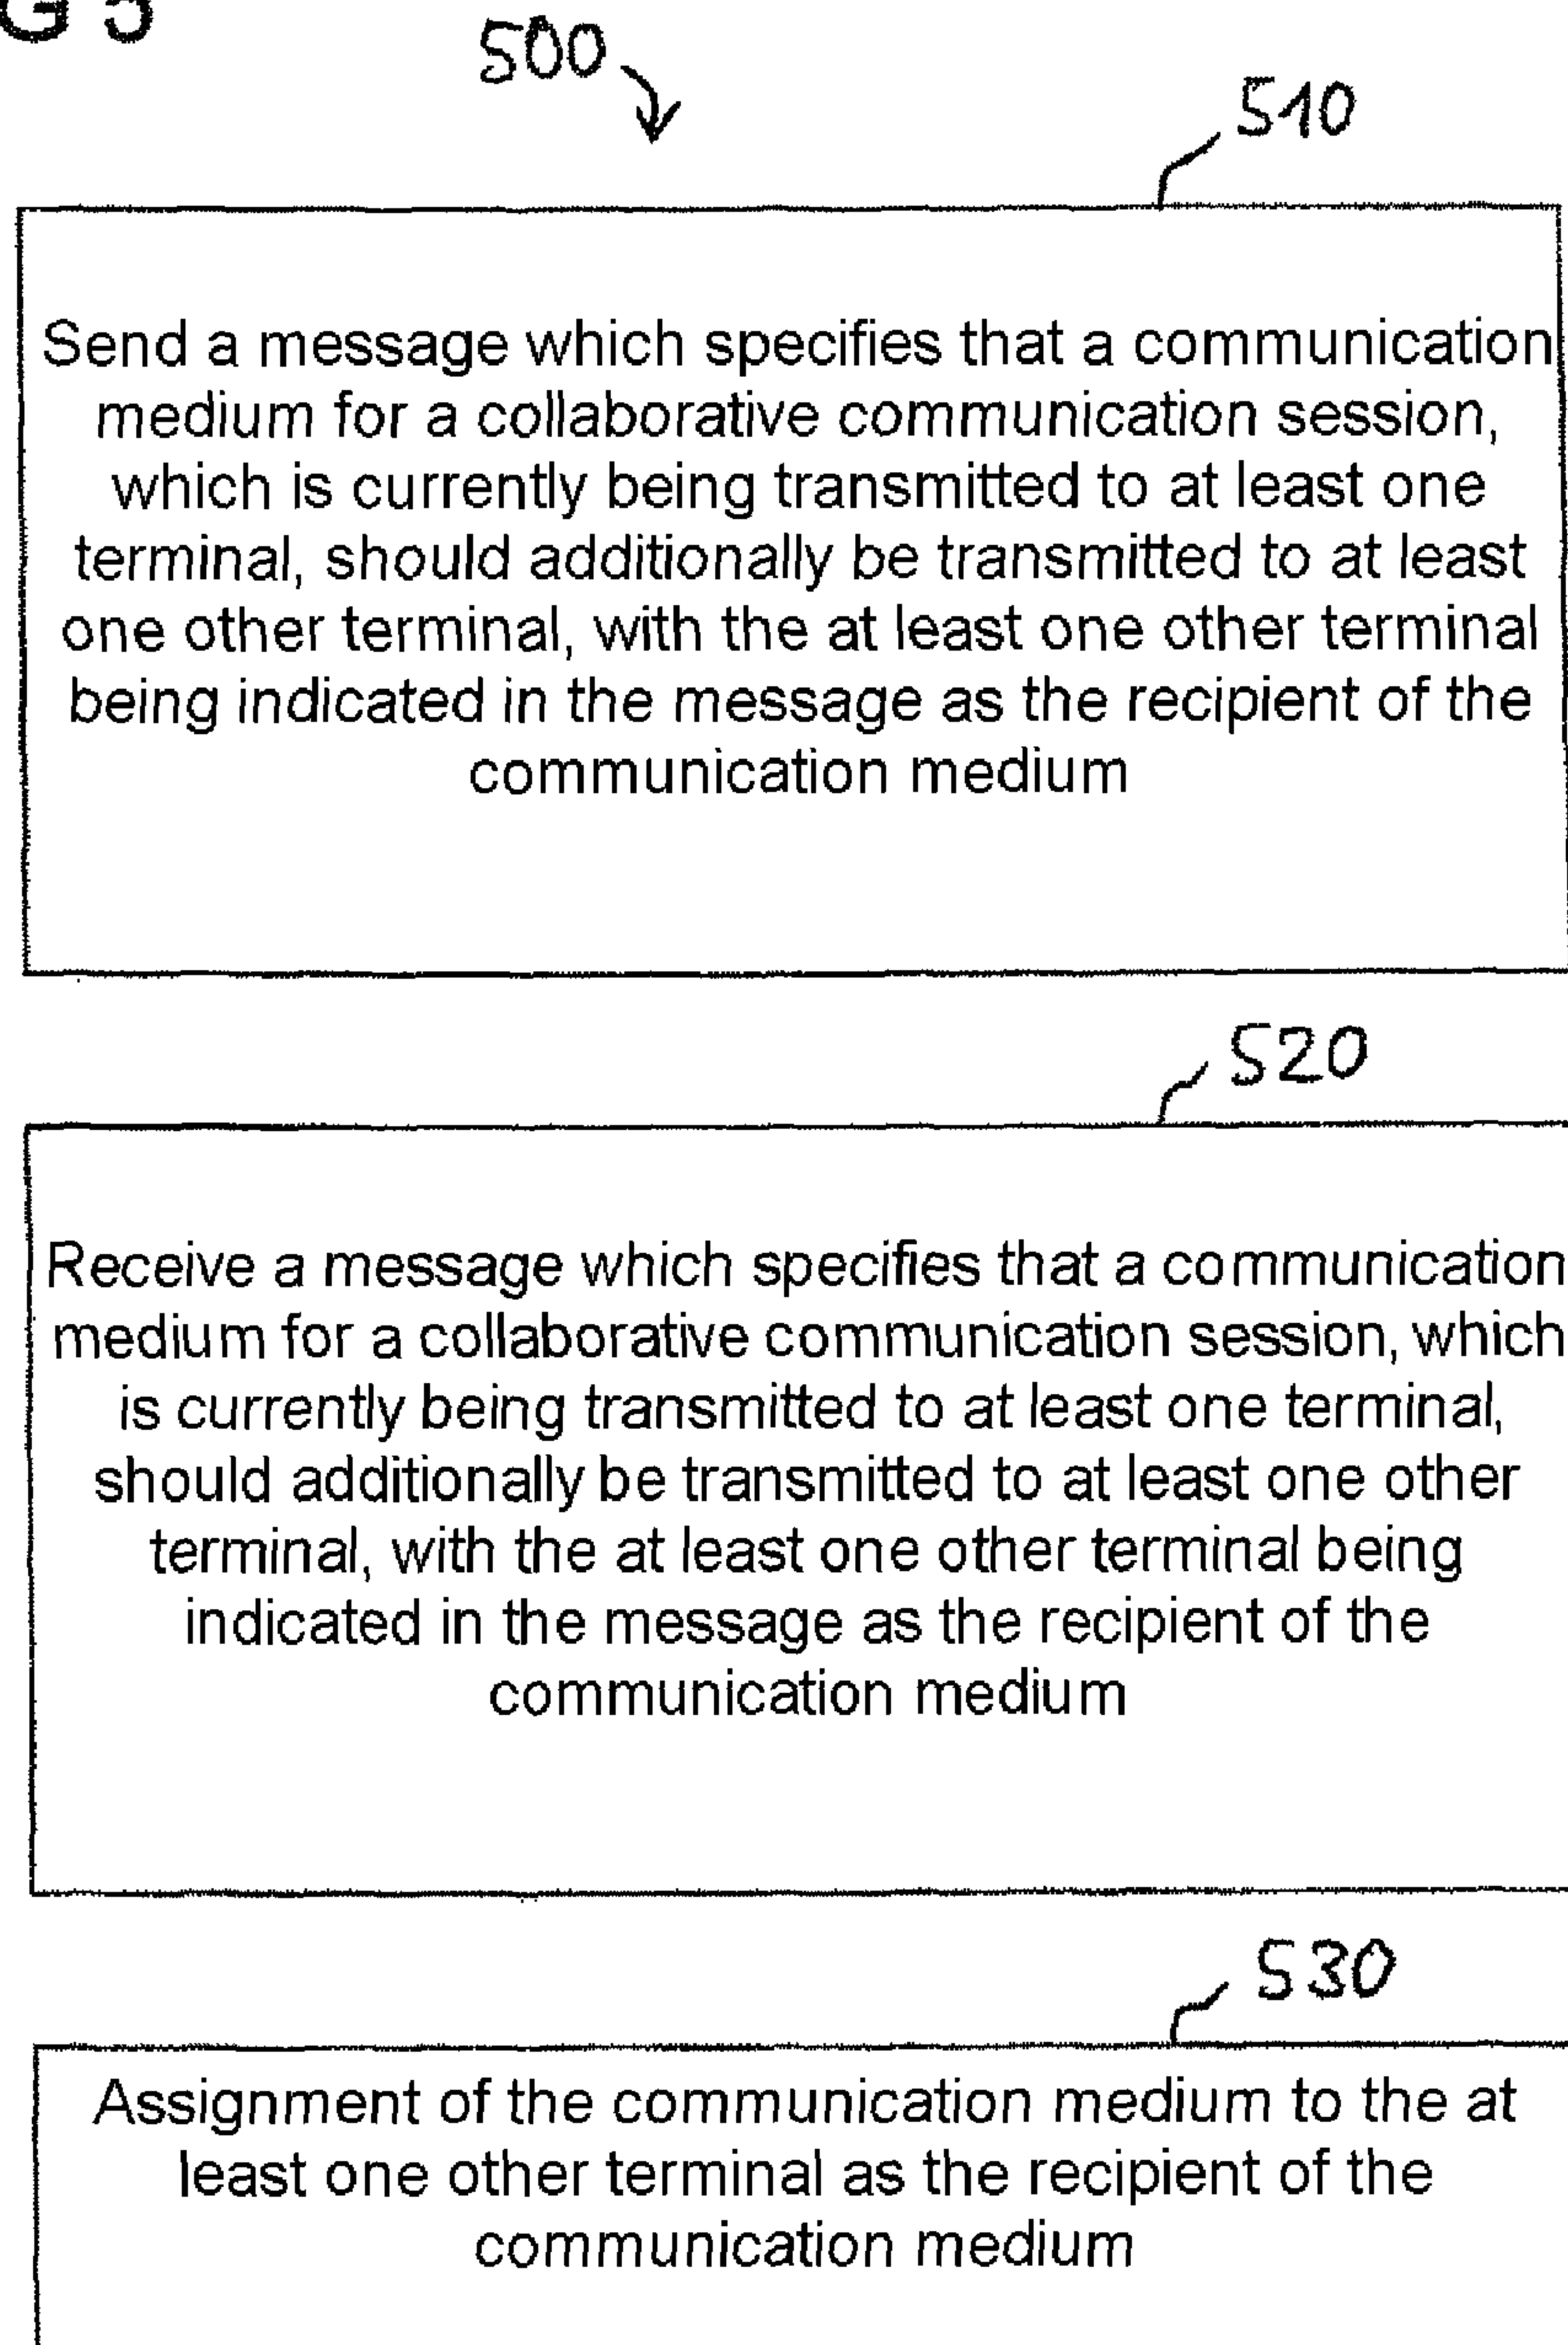 G 5
500
510
Send a message which specifies that a communication
medium for a collaborative communication session,
which is currently being transmitted to at least one
terminal, should additionally be transmitted to at least
one other terminal, with the at least one other terminal
being indicated in the message as the recipient of the
communication medium
520
Receive a message which specifies that a communication
medium for a collaborative communication session, which
is currently being transmitted to at least one terminal,
should additionally be transmitted to at least one other
terminal, with the at least one other terminal being
indicated in the message as the recipient of the
communication medium
530
Assignment of the communication medium to the at
least one other terminal as the recipient of the
communication medium